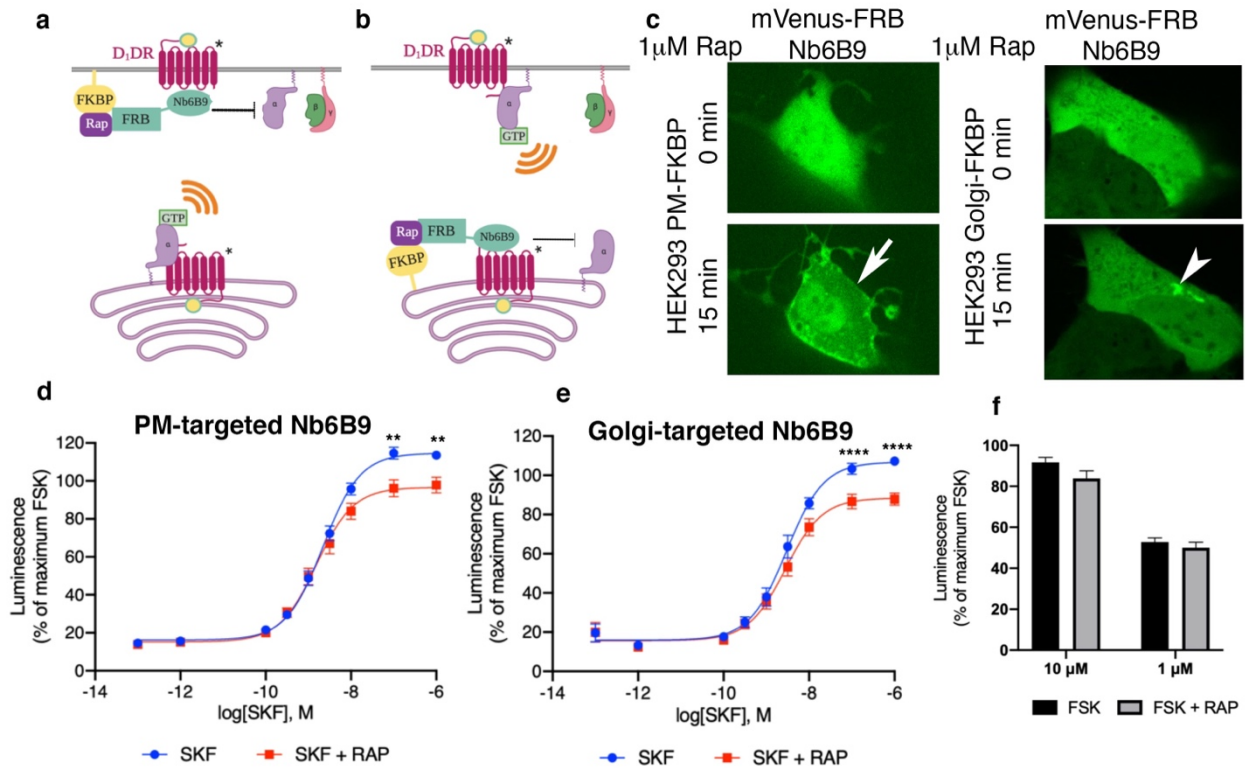 a
D₁DR
*
FKBP
Rap
FRB
Nb6B9
α
β
γ
GTP
α
*
b
D₁DR
*
α
GTP
β
γ
Rap
FRB
Nb6B9
*
FKBP
α
c
mVenus-FRB
1μM Rap Nb6B9
HEK293 PM-FKBP
0 min
15 min
mVenus-FRB
1μM Rap Nb6B9
HEK293 Golgi-FKBP
0 min
15 min
d
PM-targeted Nb6B9
Luminescence
(% of maximum FSK)
120
100
80
60
40
20
0
** **
-14 -12 -10 -8 -6
log[SKF], M
SKF SKF + RAP
e
Golgi-targeted Nb6B9
Luminescence
(% of maximum FSK)
120
100
80
60
40
20
0
**** ****
-14 -12 -10 -8 -6
log[SKF], M
SKF SKF + RAP
f
Luminescence
(% of maximum FSK)
100
80
60
40
20
0
10 μM 1 μM
FSK FSK + RAP